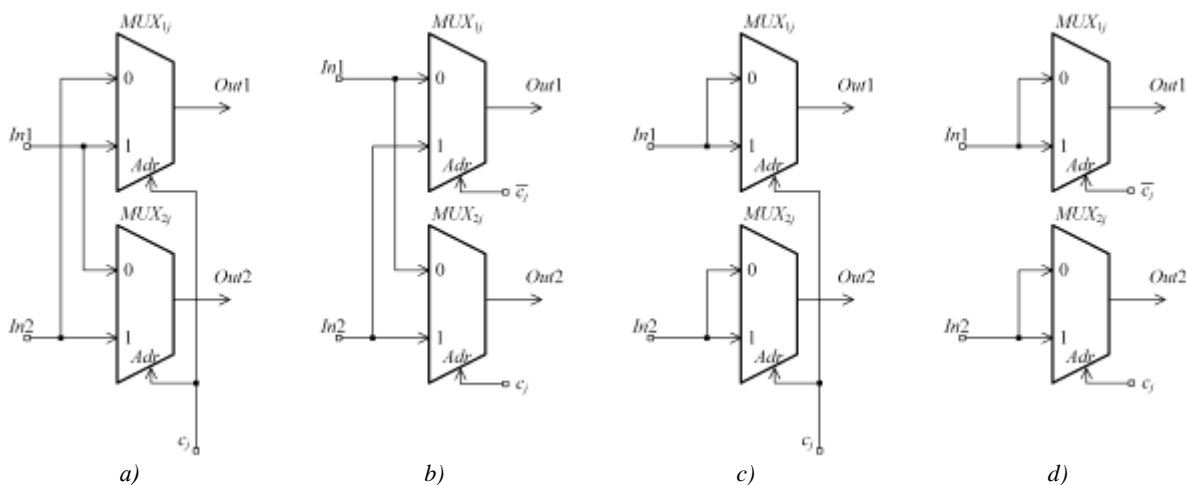 MUX1j
In1
0
1
Adr
Out1
MUX2j
In2
0
1
Adr
Out2
cj
a)
MUX1j
In1
0
1
Adr
Out1
c̅j
MUX2j
In2
0
1
Adr
Out2
cj
b)
MUX1j
In1
0
1
Adr
Out1
MUX2j
In2
0
1
Adr
Out2
cj
c)
MUX1j
In1
0
1
Adr
Out1
c̅j
MUX2j
In2
0
1
Adr
Out2
cj
d)